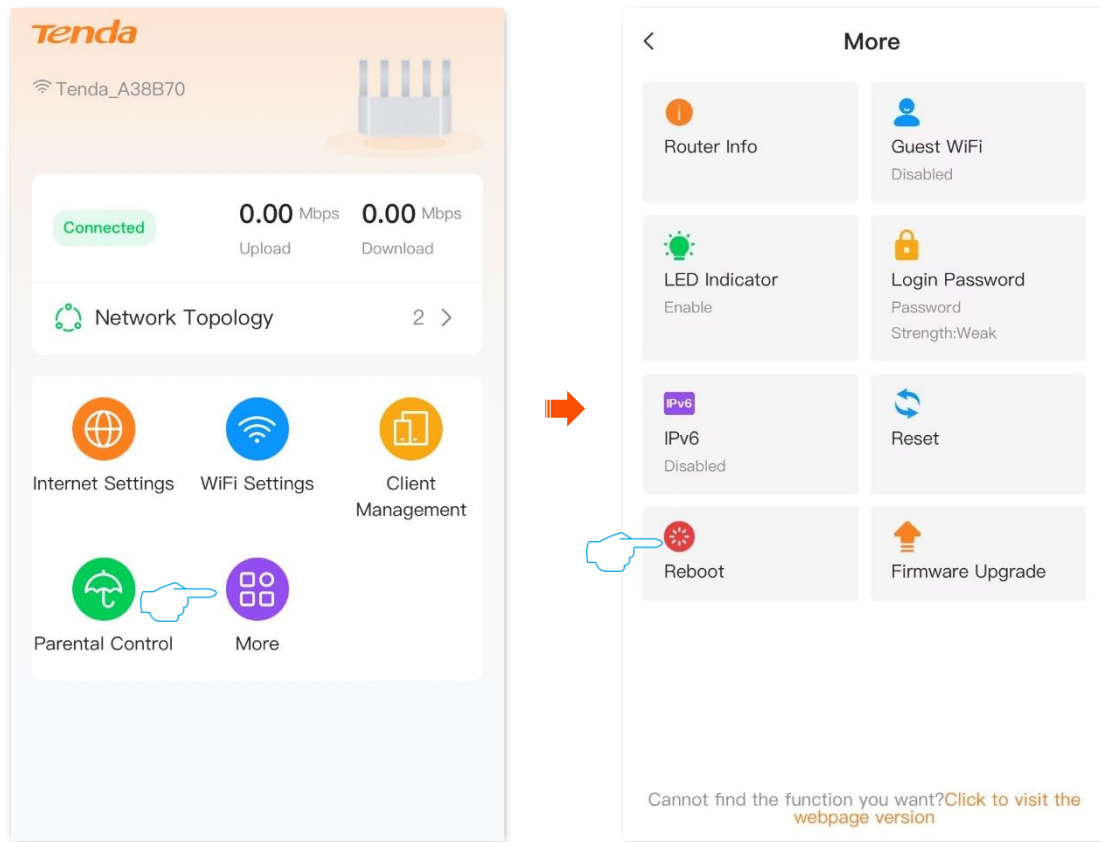 Tenda
Tenda_A38B70
Connected
0.00 Mbps
Upload
0.00 Mbps
Download
Network Topology
2
Internet Settings
WiFi Settings
Client
Management
Parental Control
More
More
Router Info
Guest WiFi
Disabled
LED Indicator
Enable
Login Password
Password
Strength:Weak
IPv6
IPv6
Disabled
Reset
Reboot
Firmware Upgrade
Cannot find the function you want?Click to visit the
webpage version